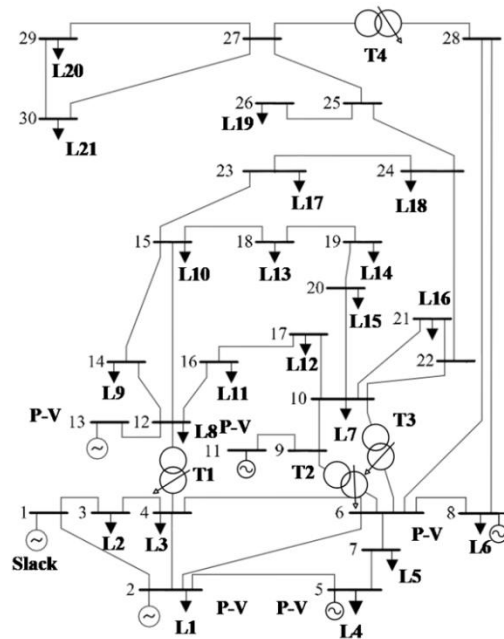 29
27
28
L20
T4
30
26
25
L19
L21
23
24
L17
L18
15
18
19
L10
L13
L14
20
L16
L15
21
17
14
16
L12
22
L9
L11
10
P-V
T3
13
12
L8
P-V
L7
~
11
9
T2
T1
~
1
3
4
6
8
P-V
~
L2
L3
7
L6
~
Slack
L5
2
P-V
P-V
5
~
L1
~
L4